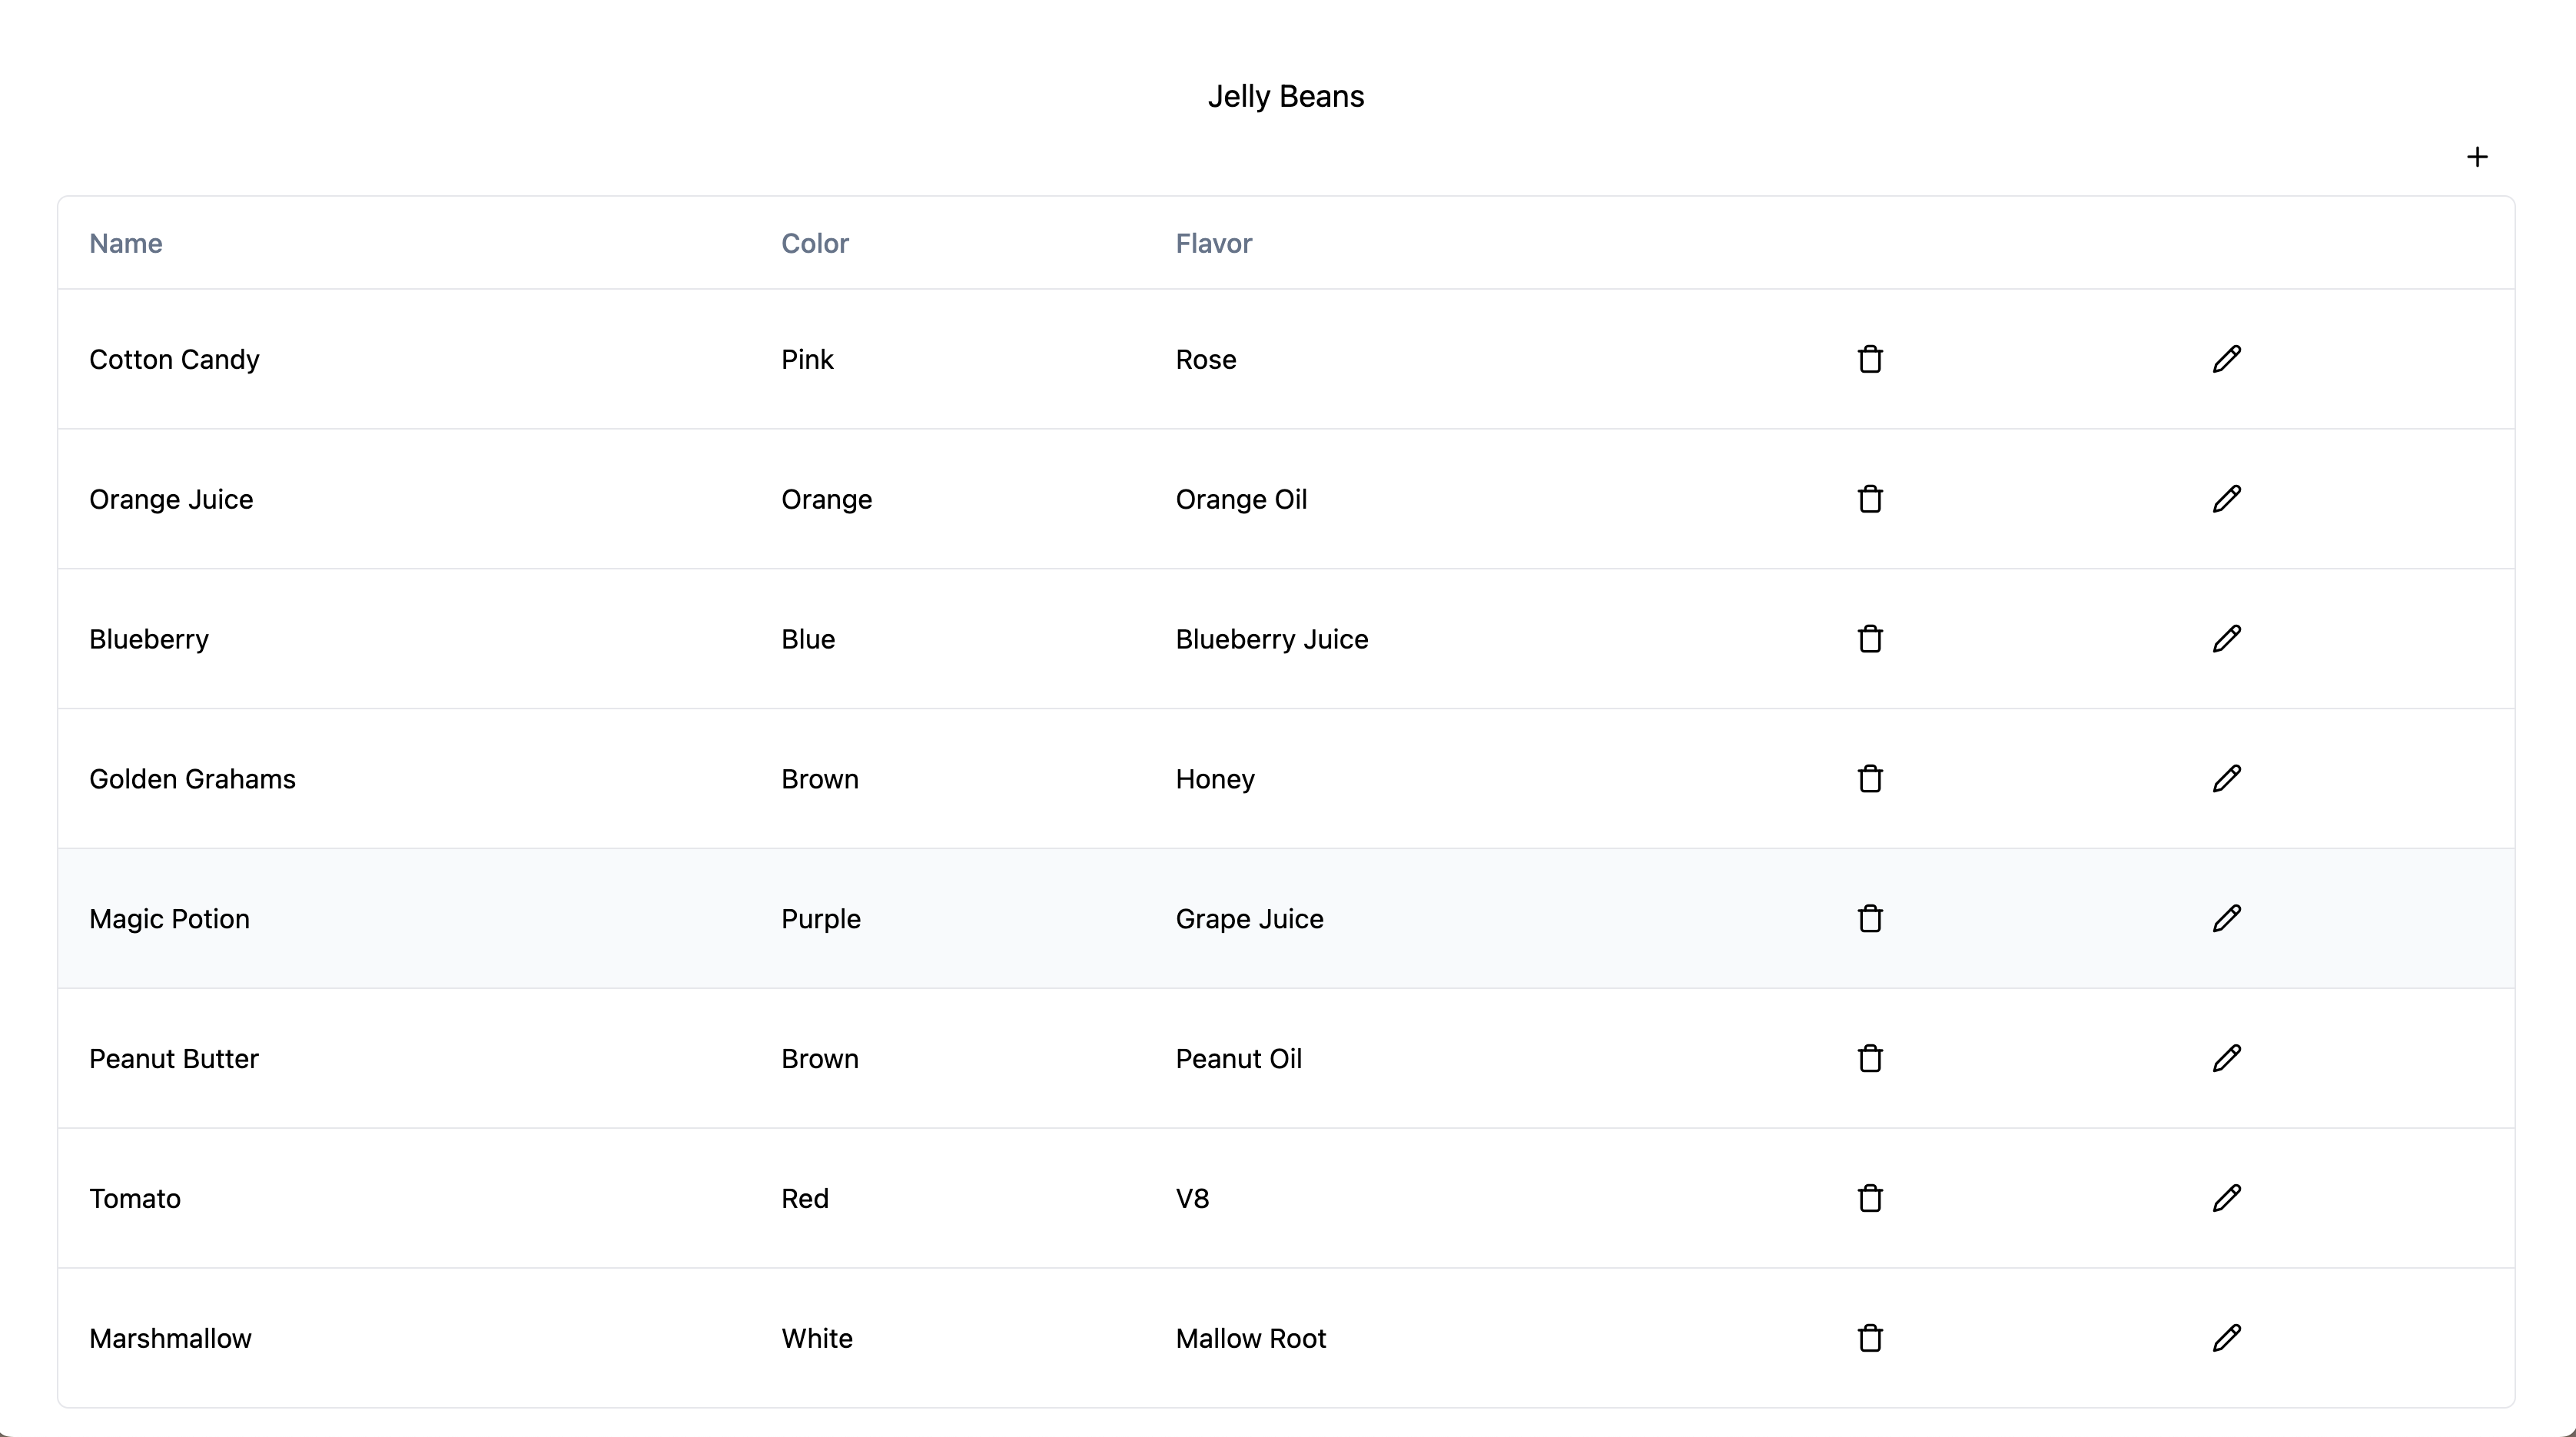 Jelly Beans
Name Color Flavor
Cotton Candy Pink Rose
Orange Juice Orange Orange Oil
Blueberry Blue Blueberry Juice
Golden Grahams Brown Honey
Magic Potion Purple Grape Juice
Peanut Butter Brown Peanut Oil
Tomato Red V8
Marshmallow White Mallow Root